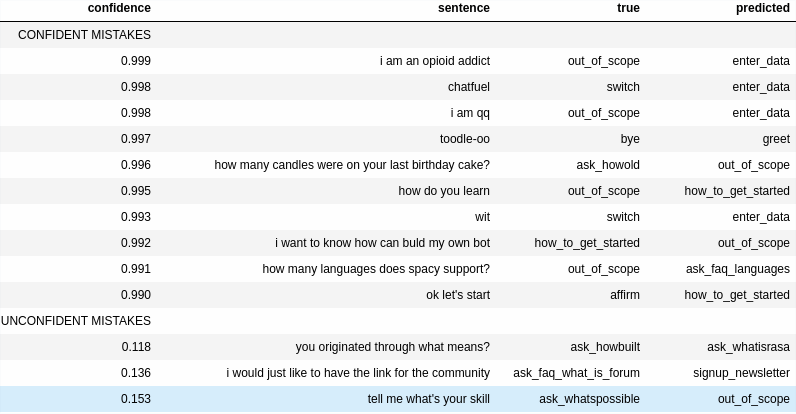 confidence sentence true predicted
CONFIDENT MISTAKES
0.999 i am an opioid addict out_of_scope enter_data
0.998 chatfuel switch enter_data
0.998 i am qq out_of_scope enter_data
0.997 toodle-oo bye greet
0.996 how many candles were on your last birthday cake? ask_howold out_of_scope
0.995 how do you learn out_of_scope how_to_get_started
0.993 wit switch enter_data
0.992 i want to know how can buld my own bot how_to_get_started out_of_scope
0.991 how many languages does spacy support? out_of_scope ask_faq_languages
0.990 ok let's start affirm how_to_get_started
UNCONFIDENT MISTAKES
0.118 you originated through what means? ask_howbuilt ask_whatisrasa
0.136 i would just like to have the link for the community ask_faq_what_is_forum signup_newsletter
0.153 tell me what's your skill ask_whatspossible out_of_scope